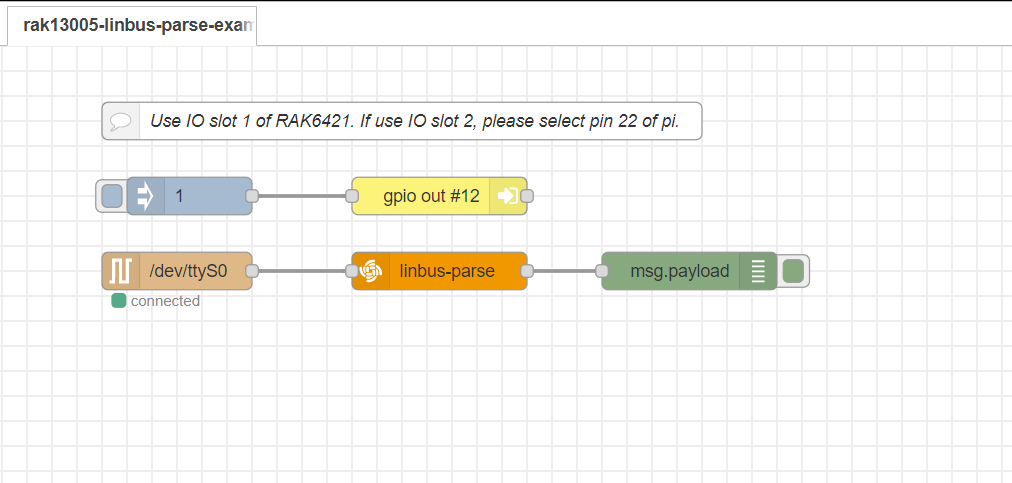 rak13005-linbus-parse-exam
Use IO slot 1 of RAK6421. If use IO slot 2, please select pin 22 of pi.
1
gpio out #12
/dev/ttyS0
linbus-parse
msg.payload
connected